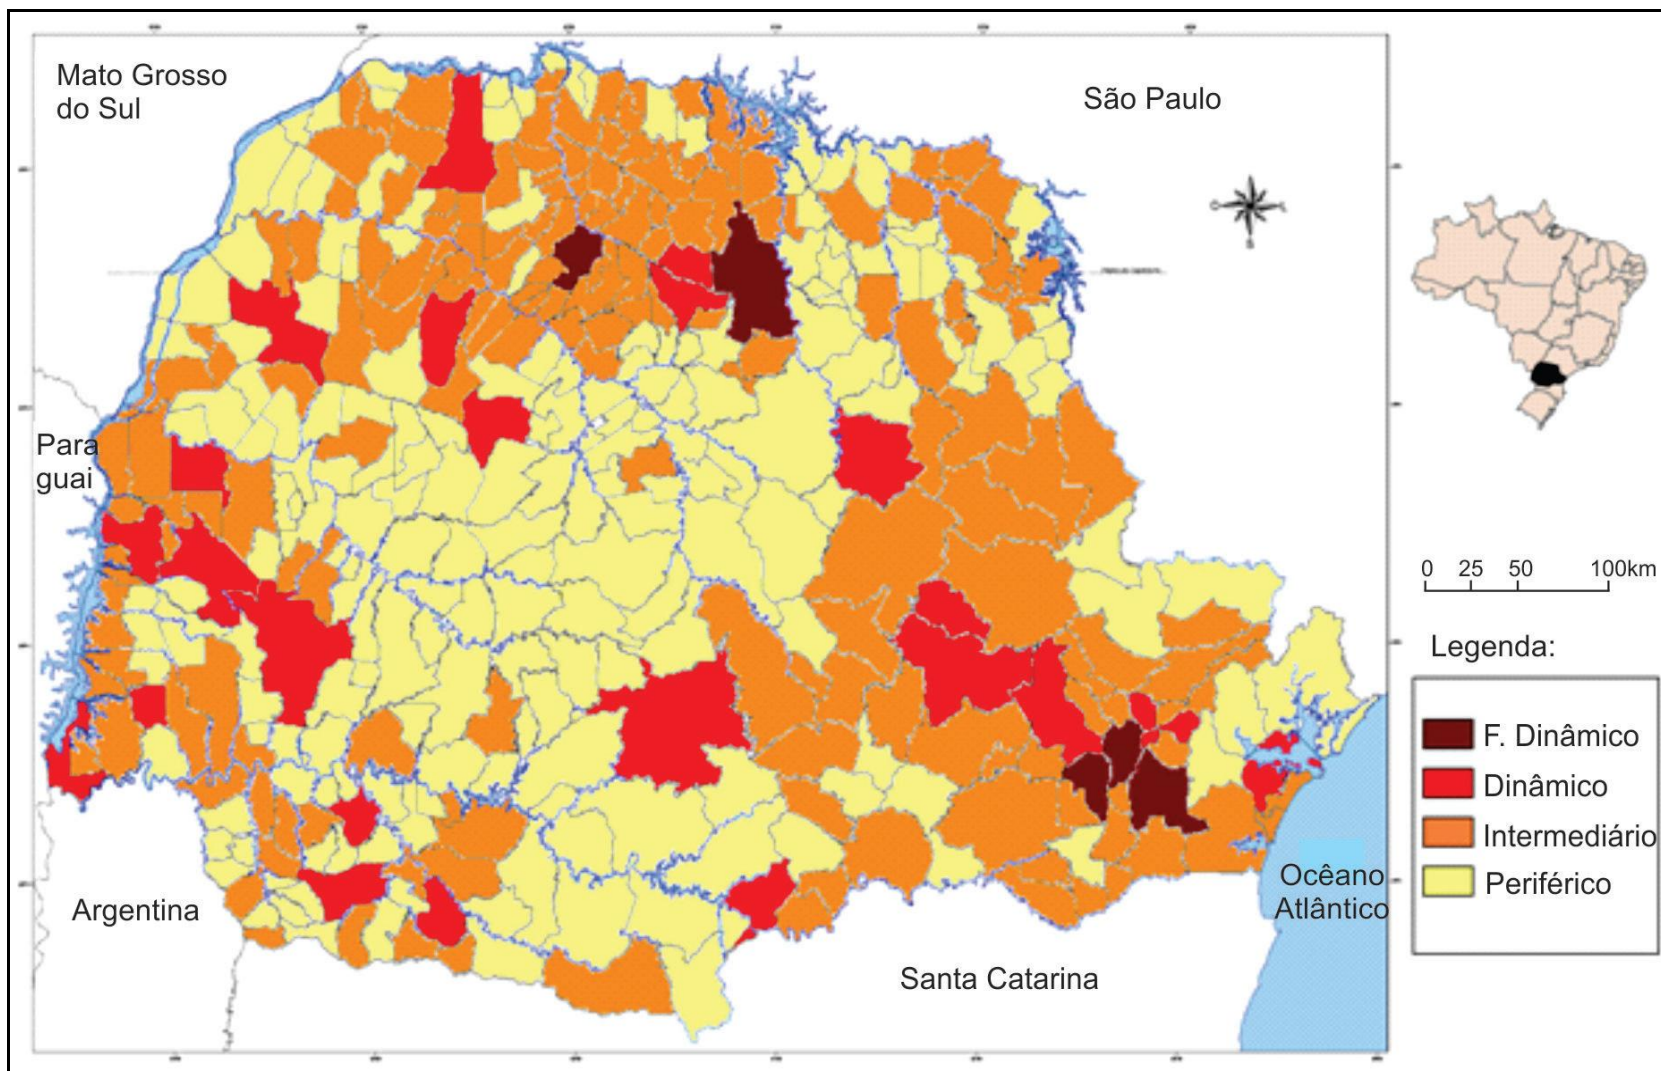 Mato Grosso
do Sul
São Paulo
Para
guai
0 25 50 100km
Legenda:
F. Dinâmico
Dinâmico
Intermediário
Periférico
Ocêano
Atlântico
Argentina
Santa Catarina